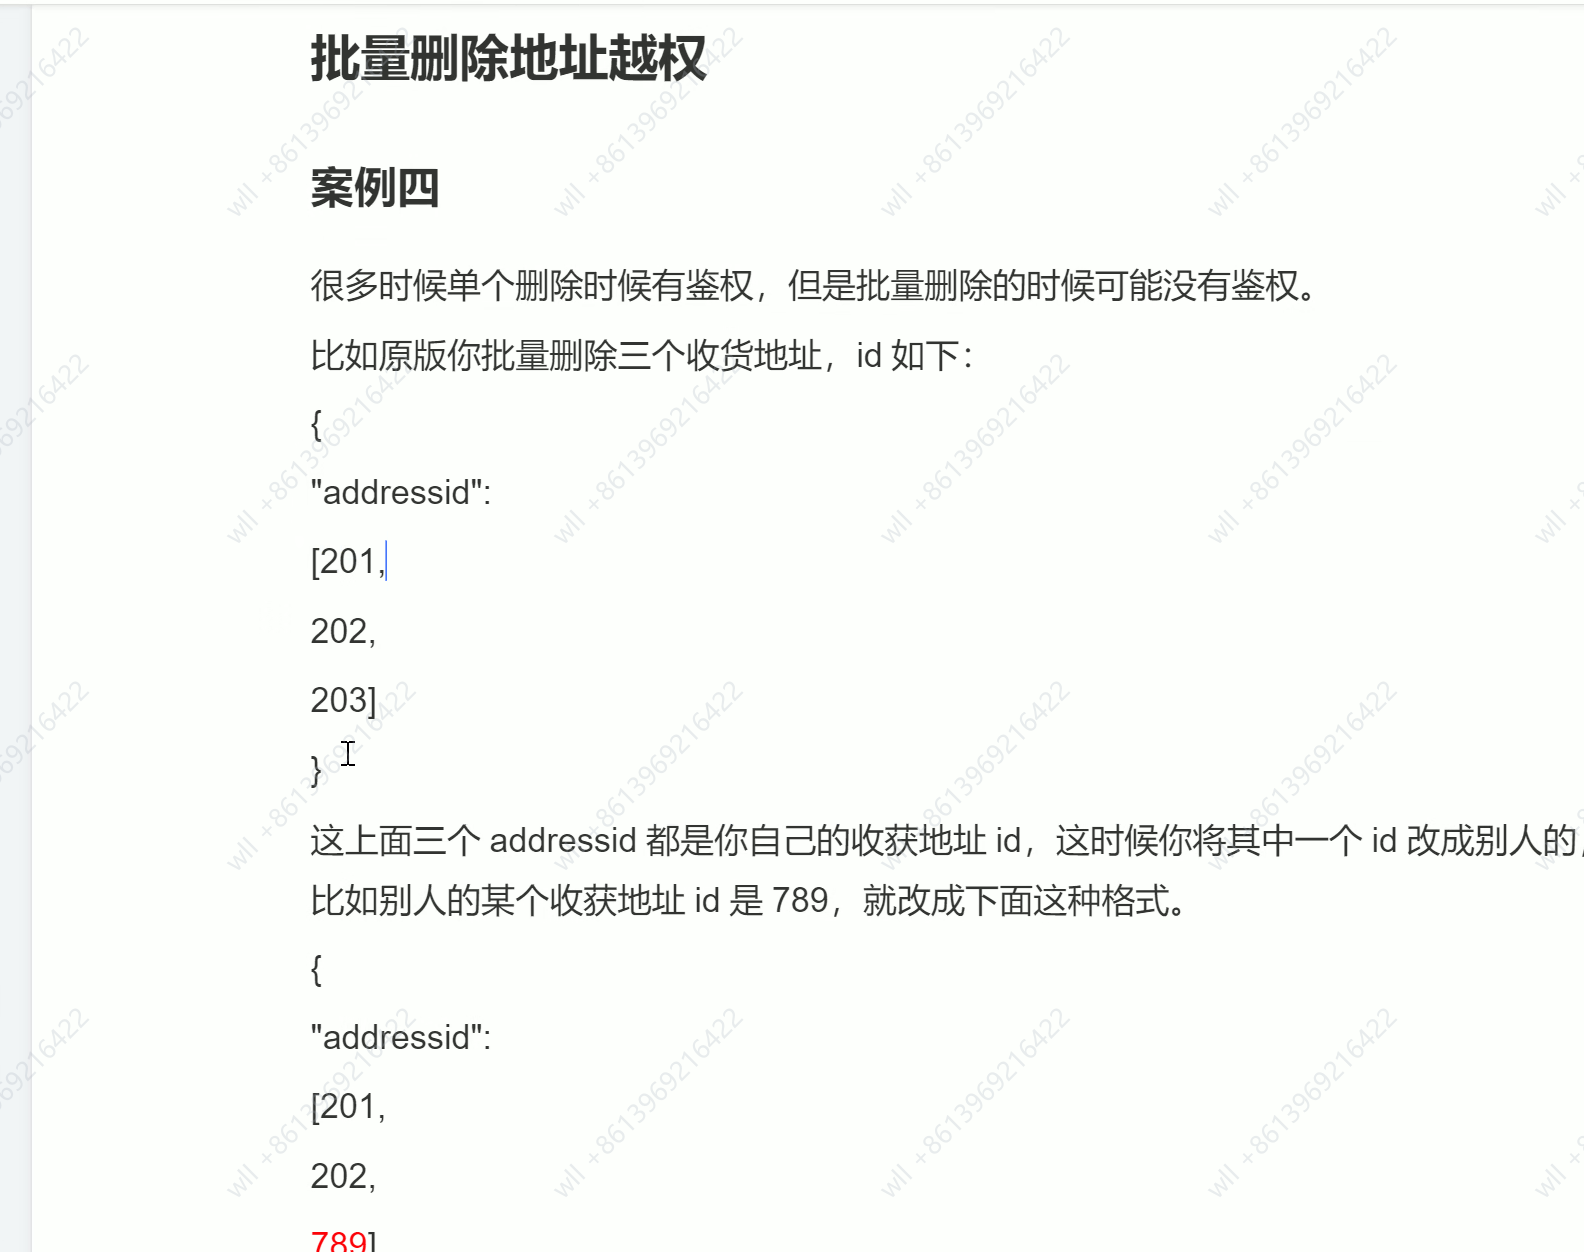 批量删除地址越权
案例四
很多时候单个删除时候有鉴权，但是批量删除的时候可能没有鉴权。
比如原版你批量删除三个收货地址，id 如下：
{
"addressid":
[201,
202,
203]
}
这上面三个 addressid 都是你自己的收获地址 id，这时候你将其中一个 id 改成别人的，
比如别人的某个收获地址 id 是 789，就改成下面这种格式。
{
"addressid":
[201,
202,
789]
wll +8613969216422